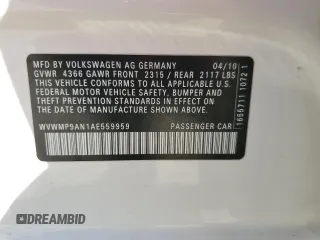 MFD BY VOLKSWAGEN AG GERMANY 04/10
GVWR 4366 GAWR FRONT 2315 / REAR 2117 LBS
THIS VEHICLE CONFORMS TO ALL APPLICABLE U.S.
FEDERAL MOTOR VEHICLE SAFETY, BUMPER AND
THEFT PREVENTION STANDARDS IN EFFECT ON THE
DATE OF MANUFACTURE SHOWN ABOVE.
WVWMP9AN1AE559959 PASSENGER CAR
DREAMBID